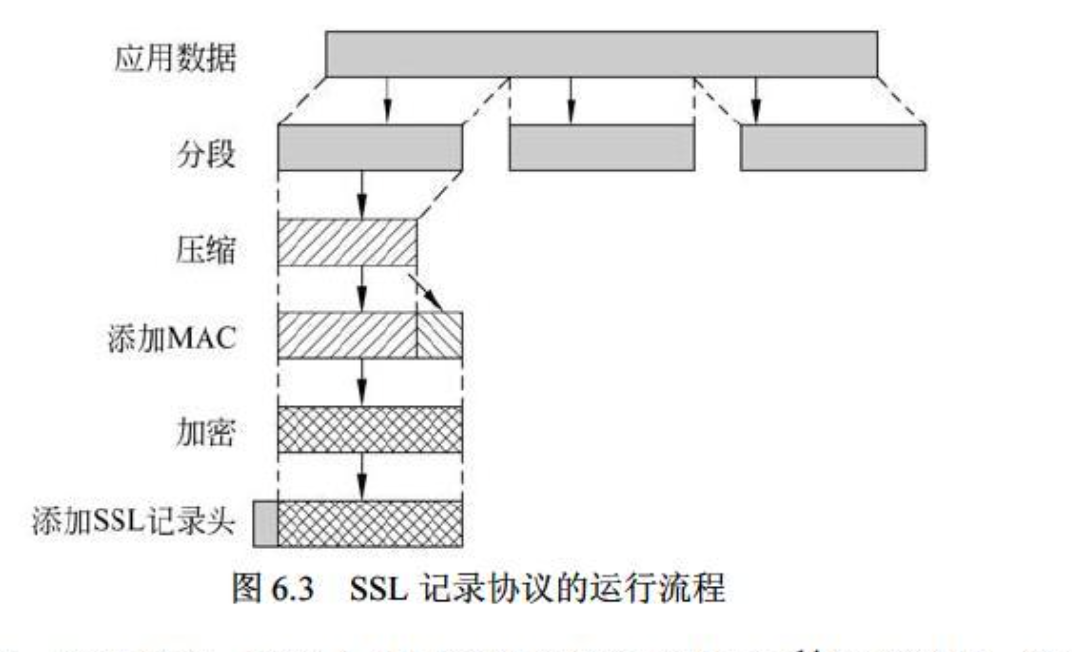 应用数据
分段
压缩
添加MAC
加密
添加SSL记录头
图 6.3 SSL 记录协议的运行流程